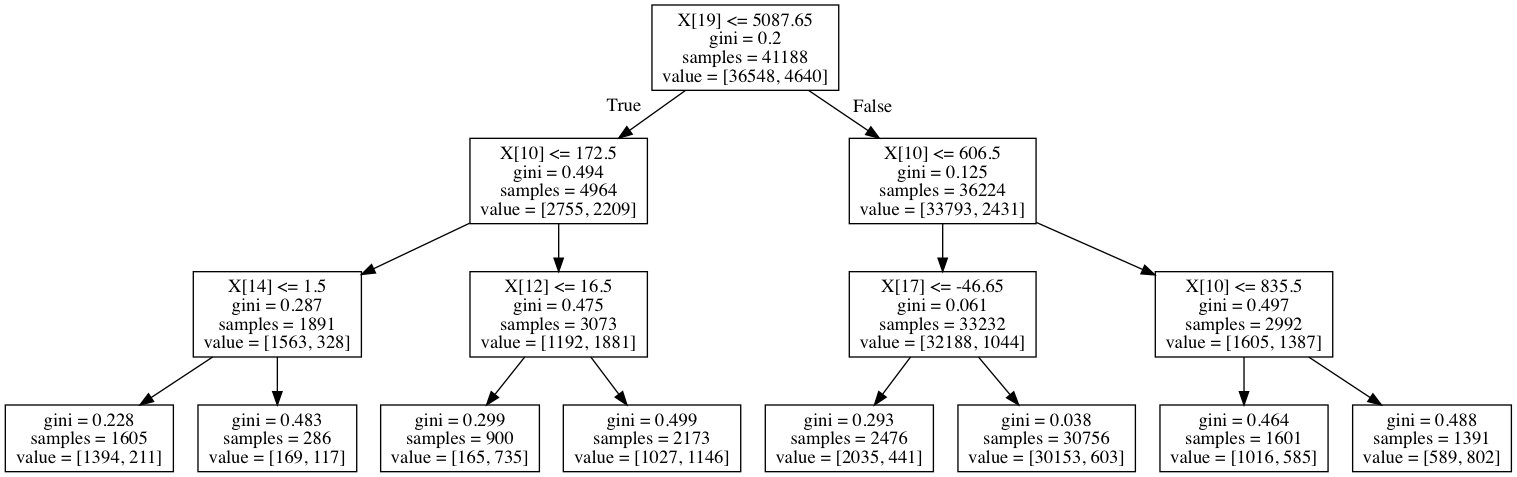 X[19] <= 5087.65
gini = 0.2
samples = 41188
value = [36548, 4640]
True
False
X[10] <= 172.5
gini = 0.494
samples = 4964
value = [2755, 2209]
X[10] <= 606.5
gini = 0.125
samples = 36224
value = [33793, 2431]
X[14] <= 1.5
gini = 0.287
samples = 1891
value = [1563, 328]
X[12] <= 16.5
gini = 0.475
samples = 3073
value = [1192, 1881]
X[17] <= -46.65
gini = 0.061
samples = 33232
value = [32188, 1044]
X[10] <= 835.5
gini = 0.497
samples = 2992
value = [1605, 1387]
gini = 0.228
samples = 1605
value = [1394, 211]
gini = 0.483
samples = 286
value = [169, 117]
gini = 0.299
samples = 900
value = [165, 735]
gini = 0.499
samples = 2173
value = [1027, 1146]
gini = 0.293
samples = 2476
value = [2035, 441]
gini = 0.038
samples = 30756
value = [30153, 603]
gini = 0.464
samples = 1601
value = [1016, 585]
gini = 0.488
samples = 1391
value = [589, 802]